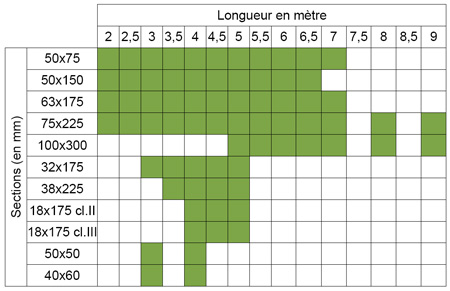 Longueur en mètre
2 2,5 3 3,5 4 4,5 5 5,5 6 6,5 7 7,5 8 8,5 9
Sections (en mm)
50x75
50x150
63x175
75x225
100x300
32x175
38x225
18x175 cl.II
18x175 cl.III
50x50
40x60